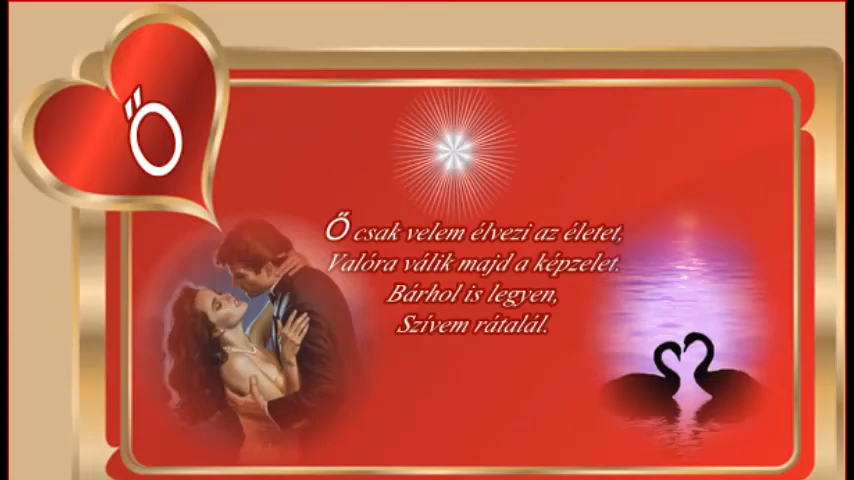 Ő
Ő csak velem élvezi az életet,
Valóra válik majd a képzelet.
Bárhol is legyen,
Szívem rátalál.